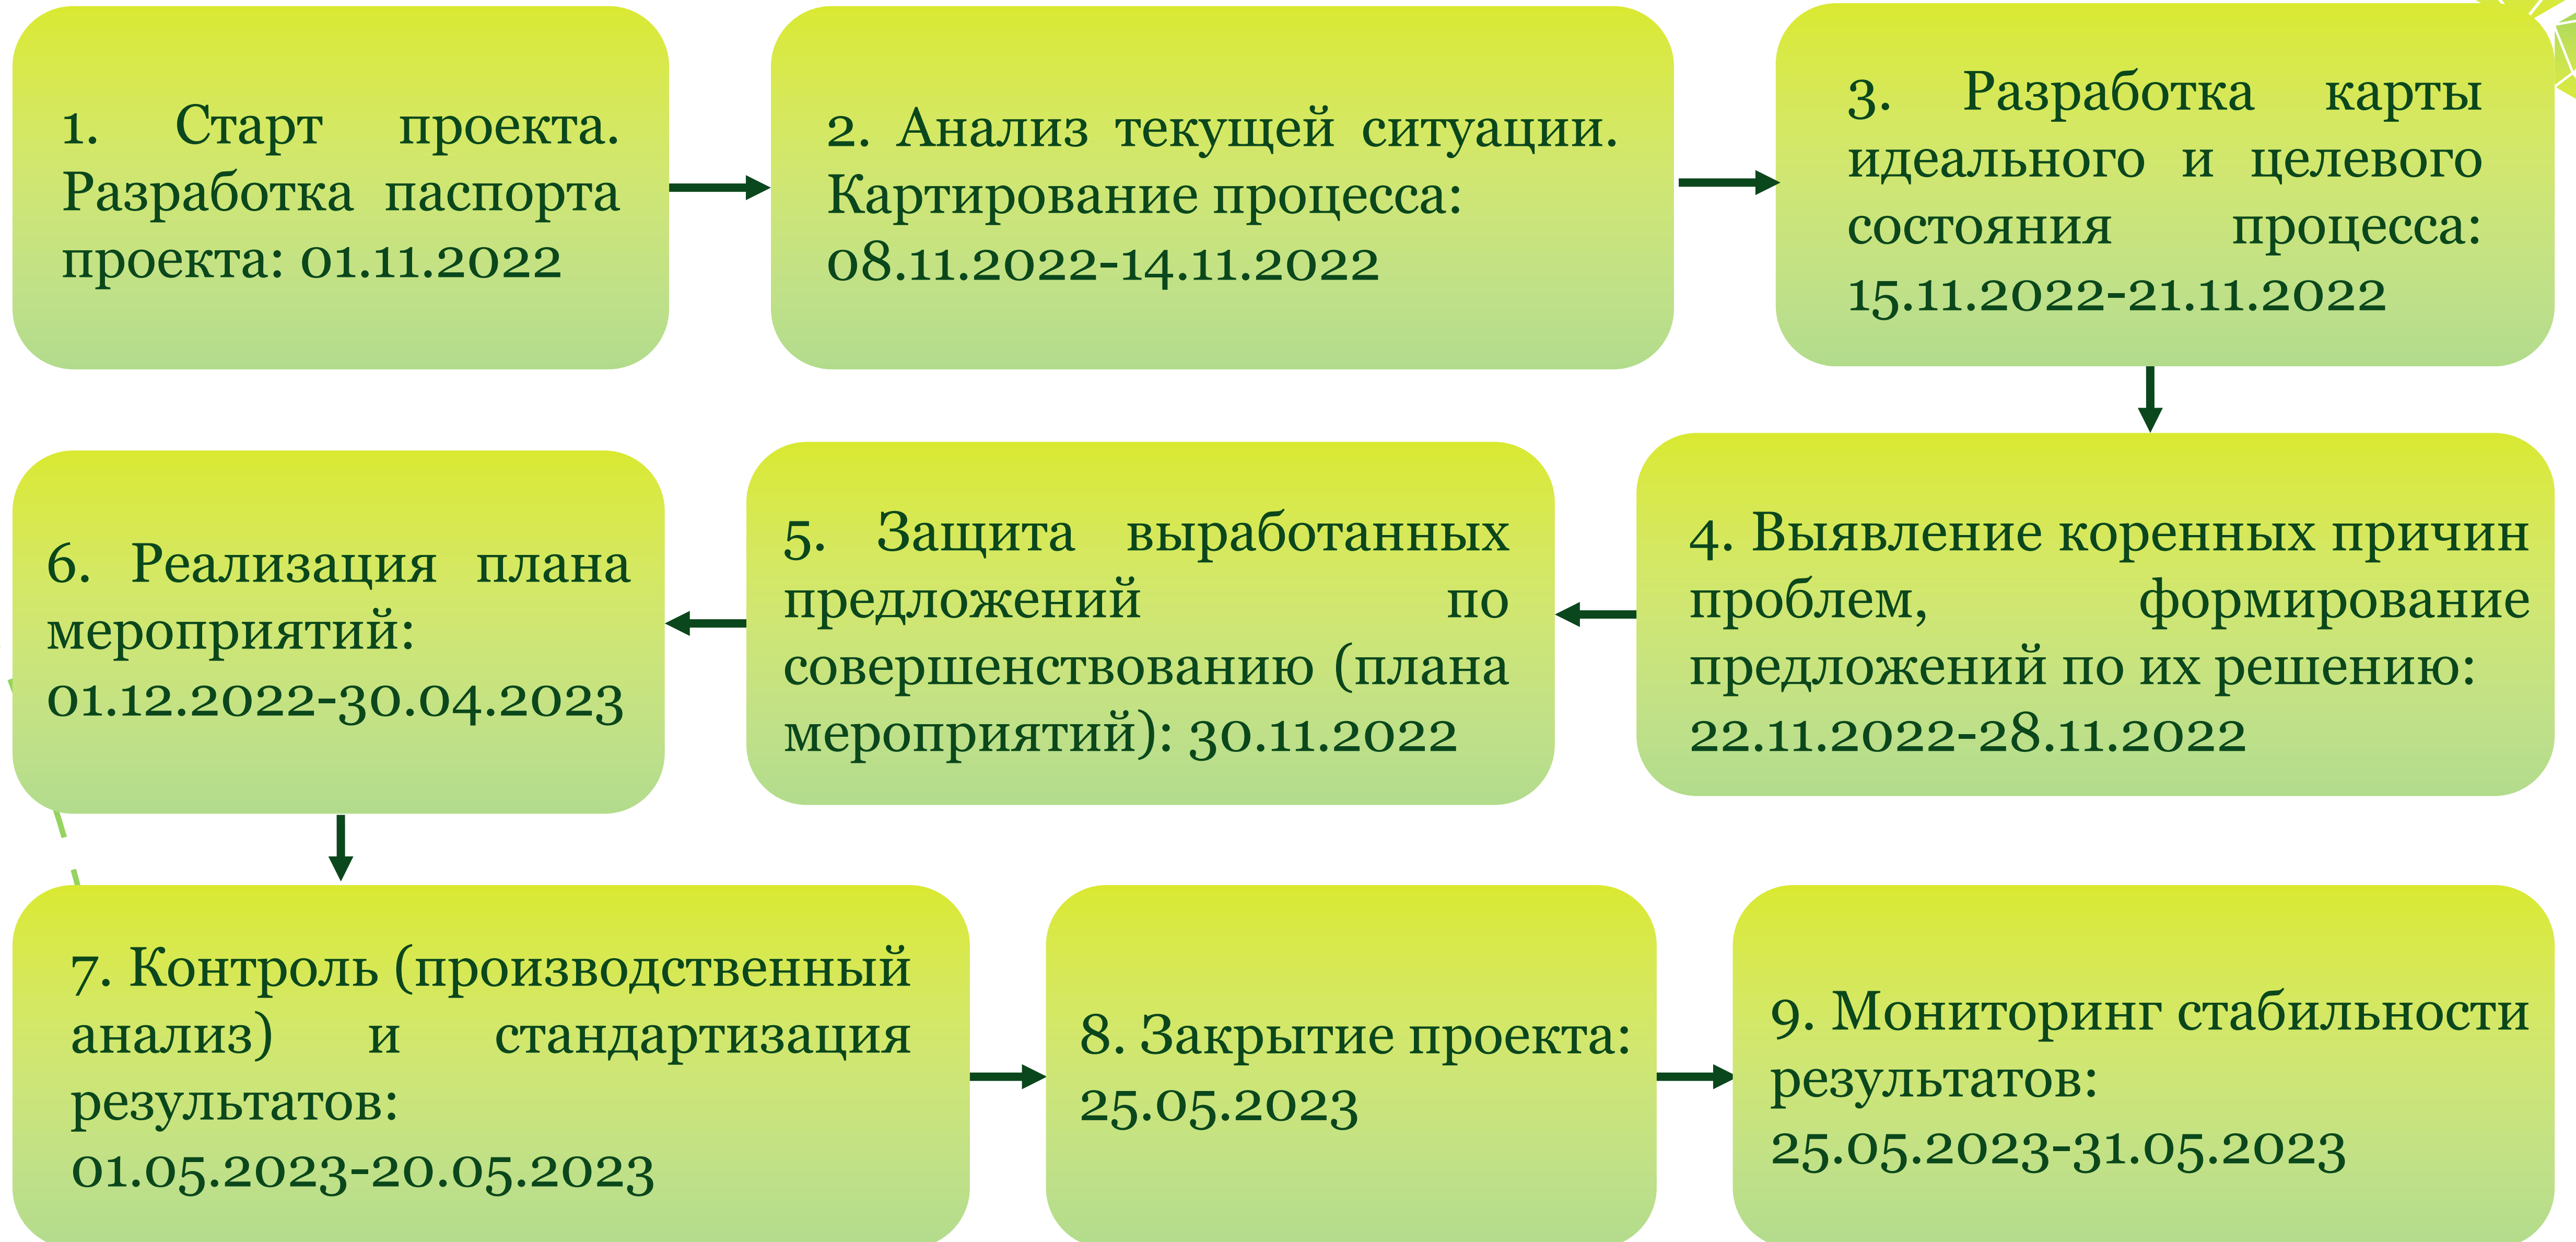 1. Старт проекта.
Разработка паспорта
проекта: 01.11.2022
2. Анализ текущей ситуации.
Картирование процесса:
08.11.2022-14.11.2022
3. Разработка карты
идеального и целевого
состояния процесса:
15.11.2022-21.11.2022
4. Выявление коренных причин
проблем, формирование
предложений по их решению:
22.11.2022-28.11.2022
5. Защита выработанных
предложений по
совершенствованию (плана
мероприятий): 30.11.2022
6. Реализация плана
мероприятий:
01.12.2022-30.04.2023
7. Контроль (производственный
анализ) и стандартизация
результатов:
01.05.2023-20.05.2023
8. Закрытие проекта:
25.05.2023
9. Мониторинг стабильности
результатов:
25.05.2023-31.05.2023